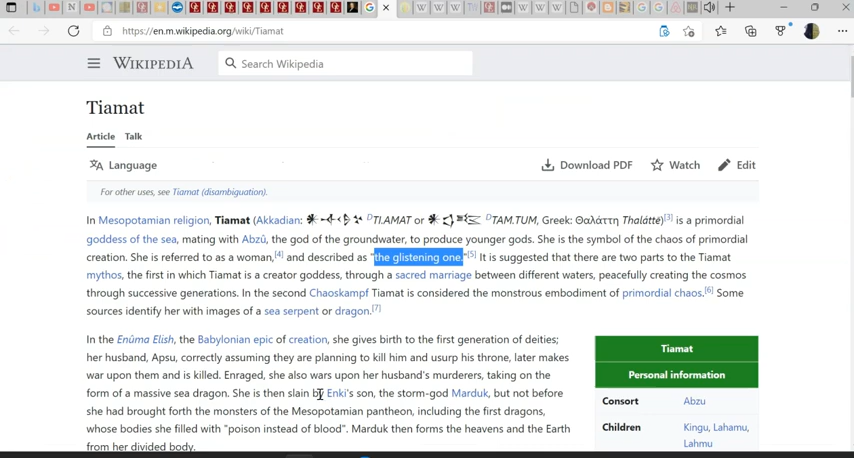 https://en.m.wikipedia.org/wiki/Tiamat
WIKIPEDIA
Search Wikipedia
Tiamat
Article Talk
Language Download PDF Watch Edit
For other uses, see Tiamat (disambiguation).
In Mesopotamian religion, Tiamat (Akkadian: DTI.AMAT or DTAM.TUM, Greek: Θαλάττη Thaláttē)[3] is a primordial
goddess of the sea, mating with Abzû, the god of the groundwater, to produce younger gods. She is the symbol of the chaos of primordial
creation. She is referred to as a woman,[4] and described as "the glistening one."[5] It is suggested that there are two parts to the Tiamat
mythos, the first in which Tiamat is a creator goddess, through a sacred marriage between different waters, peacefully creating the cosmos
through successive generations. In the second Chaoskampf Tiamat is considered the monstrous embodiment of primordial chaos.[6] Some
sources identify her with images of a sea serpent or dragon.[7]
In the Enûma Elish, the Babylonian epic of creation, she gives birth to the first generation of deities;
her husband, Apsu, correctly assuming they are planning to kill him and usurp his throne, later makes
war upon them and is killed. Enraged, she also wars upon her husband's murderers, taking on the
form of a massive sea dragon. She is then slain by Enki's son, the storm-god Marduk, but not before
she had brought forth the monsters of the Mesopotamian pantheon, including the first dragons,
whose bodies she filled with "poison instead of blood". Marduk then forms the heavens and the Earth
from her divided body.
Tiamat
Personal information
Consort Abzu
Children Kingu, Lahamu,
Lahmu